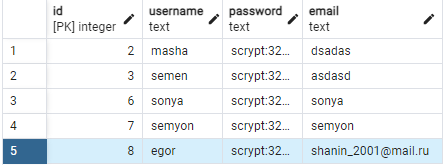 id username password email
[PK] integer text text text
1 2 masha scrypt:32... dsadas
2 3 semen scrypt:32... asdasd
3 6 sonya scrypt:32... sonya
4 7 semyon scrypt:32... semyon
5 8 egor scrypt:32... shanin_2001@mail.ru